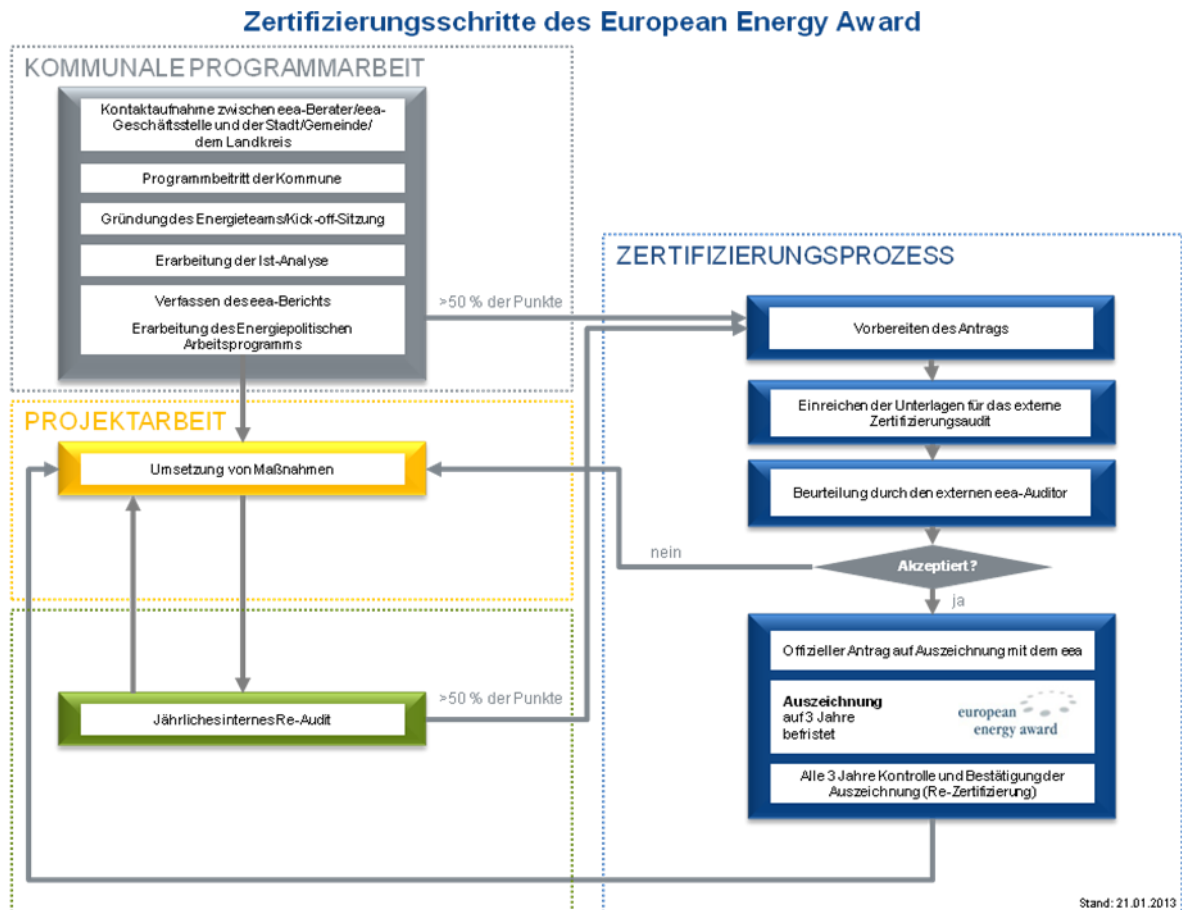 Zertifizierungsschritte des European Energy Award
KOMMUNALE PROGRAMMARBEIT
Kontaktaufnahme zwischen eea-Berater/eea-
Geschäftsstelle und der Stadt/Gemeinde/
dem Landkreis
Programmbeitritt der Kommune
Gründung des Energieteams/Kick-off-Sitzung
Erarbeitung der Ist-Analyse
Verfassen des eea-Berichts
Erarbeitung des Energiepolitischen
Arbeitsprogramms
>50 % der Punkte
PROJEKTARBEIT
Umsetzung von Maßnahmen
Jährliches internes Re-Audit
>50 % der Punkte
ZERTIFIZIERUNGSPROZESS
Vorbereiten des Antrags
Einreichen der Unterlagen für das externe
Zertifizierungsaudit
Beurteilung durch den externen eea-Auditor
Akzeptiert?
nein
ja
Offizieller Antrag auf Auszeichnung mit dem eea
Auszeichnung
auf 3 Jahre
befristet
european
energy award
Alle 3 Jahre Kontrolle und Bestätigung der
Auszeichnung (Re-Zertifizierung)
Stand: 21.01.2013